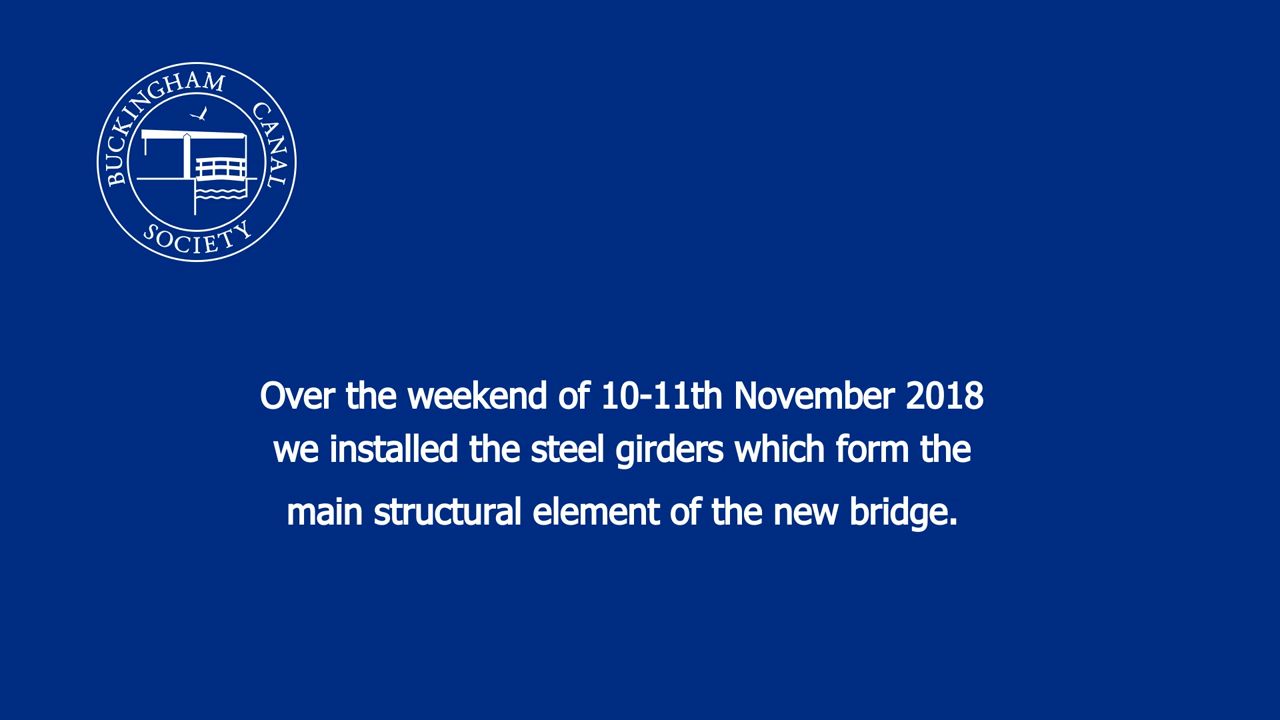 BUCKINGHAM CANAL
SOCIETY
Over the weekend of 10-11th November 2018
we installed the steel girders which form the
main structural element of the new bridge.